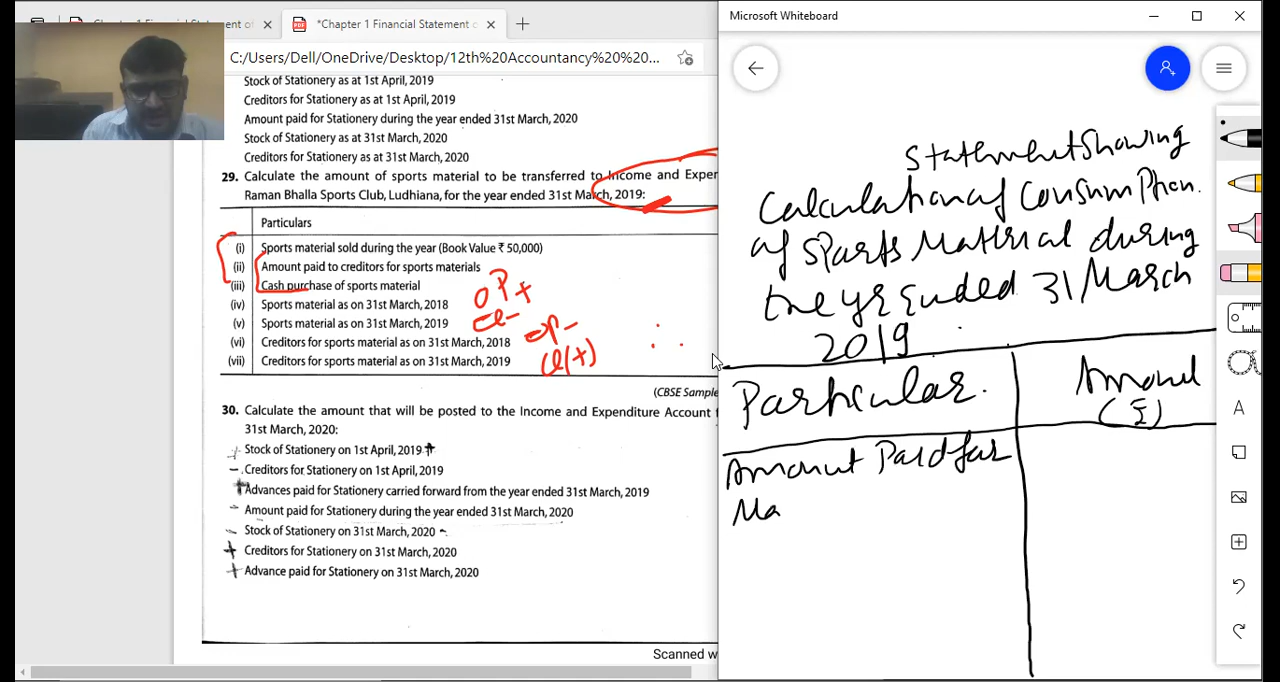 Chapter 1 Financial Statement of
*Chapter 1 Financial Statement o
C:/Users/Dell/OneDrive/Desktop/12th%20Accountancy%20%20...
Stock of Stationery as at 1st April, 2019
Creditors for Stationery as at 1st April, 2019
Amount paid for Stationery during the year ended 31st March, 2020
Stock of Stationery as at 31st March, 2020
Creditors for Stationery as at 31st March, 2020
29. Calculate the amount of sports material to be transferred to Income and Exper
Raman Bhalla Sports Club, Ludhiana, for the year ended 31st March, 2019:
Particulars
(i) Sports material sold during the year (Book Value ₹ 50,000)
(ii) Amount paid to creditors for sports materials
(iii) Cash purchase of sports material
(iv) Sports material as on 31st March, 2018 OP +
(v) Sports material as on 31st March, 2019 Cl -
(vi) Creditors for sports material as on 31st March, 2018 OP -
(vii) Creditors for sports material as on 31st March, 2019 Cl (+)
(CBSE Sample
30. Calculate the amount that will be posted to the Income and Expenditure Account f
31st March, 2020:
+ Stock of Stationery on 1st April, 2019 +
- Creditors for Stationery on 1st April, 2019
+ Advances paid for Stationery carried forward from the year ended 31st March, 2019
- Amount paid for Stationery during the year ended 31st March, 2020
- Stock of Stationery on 31st March, 2020 -
+ Creditors for Stationery on 31st March, 2020
+ Advance paid for Stationery on 31st March, 2020
Scanned w
Microsoft Whiteboard
Statement Showing
Calculation of Consumption
of Sports Material during
the yr Ended 31 March
2019
Particular. Amount
(₹)
Amount Paid for
Ma
A